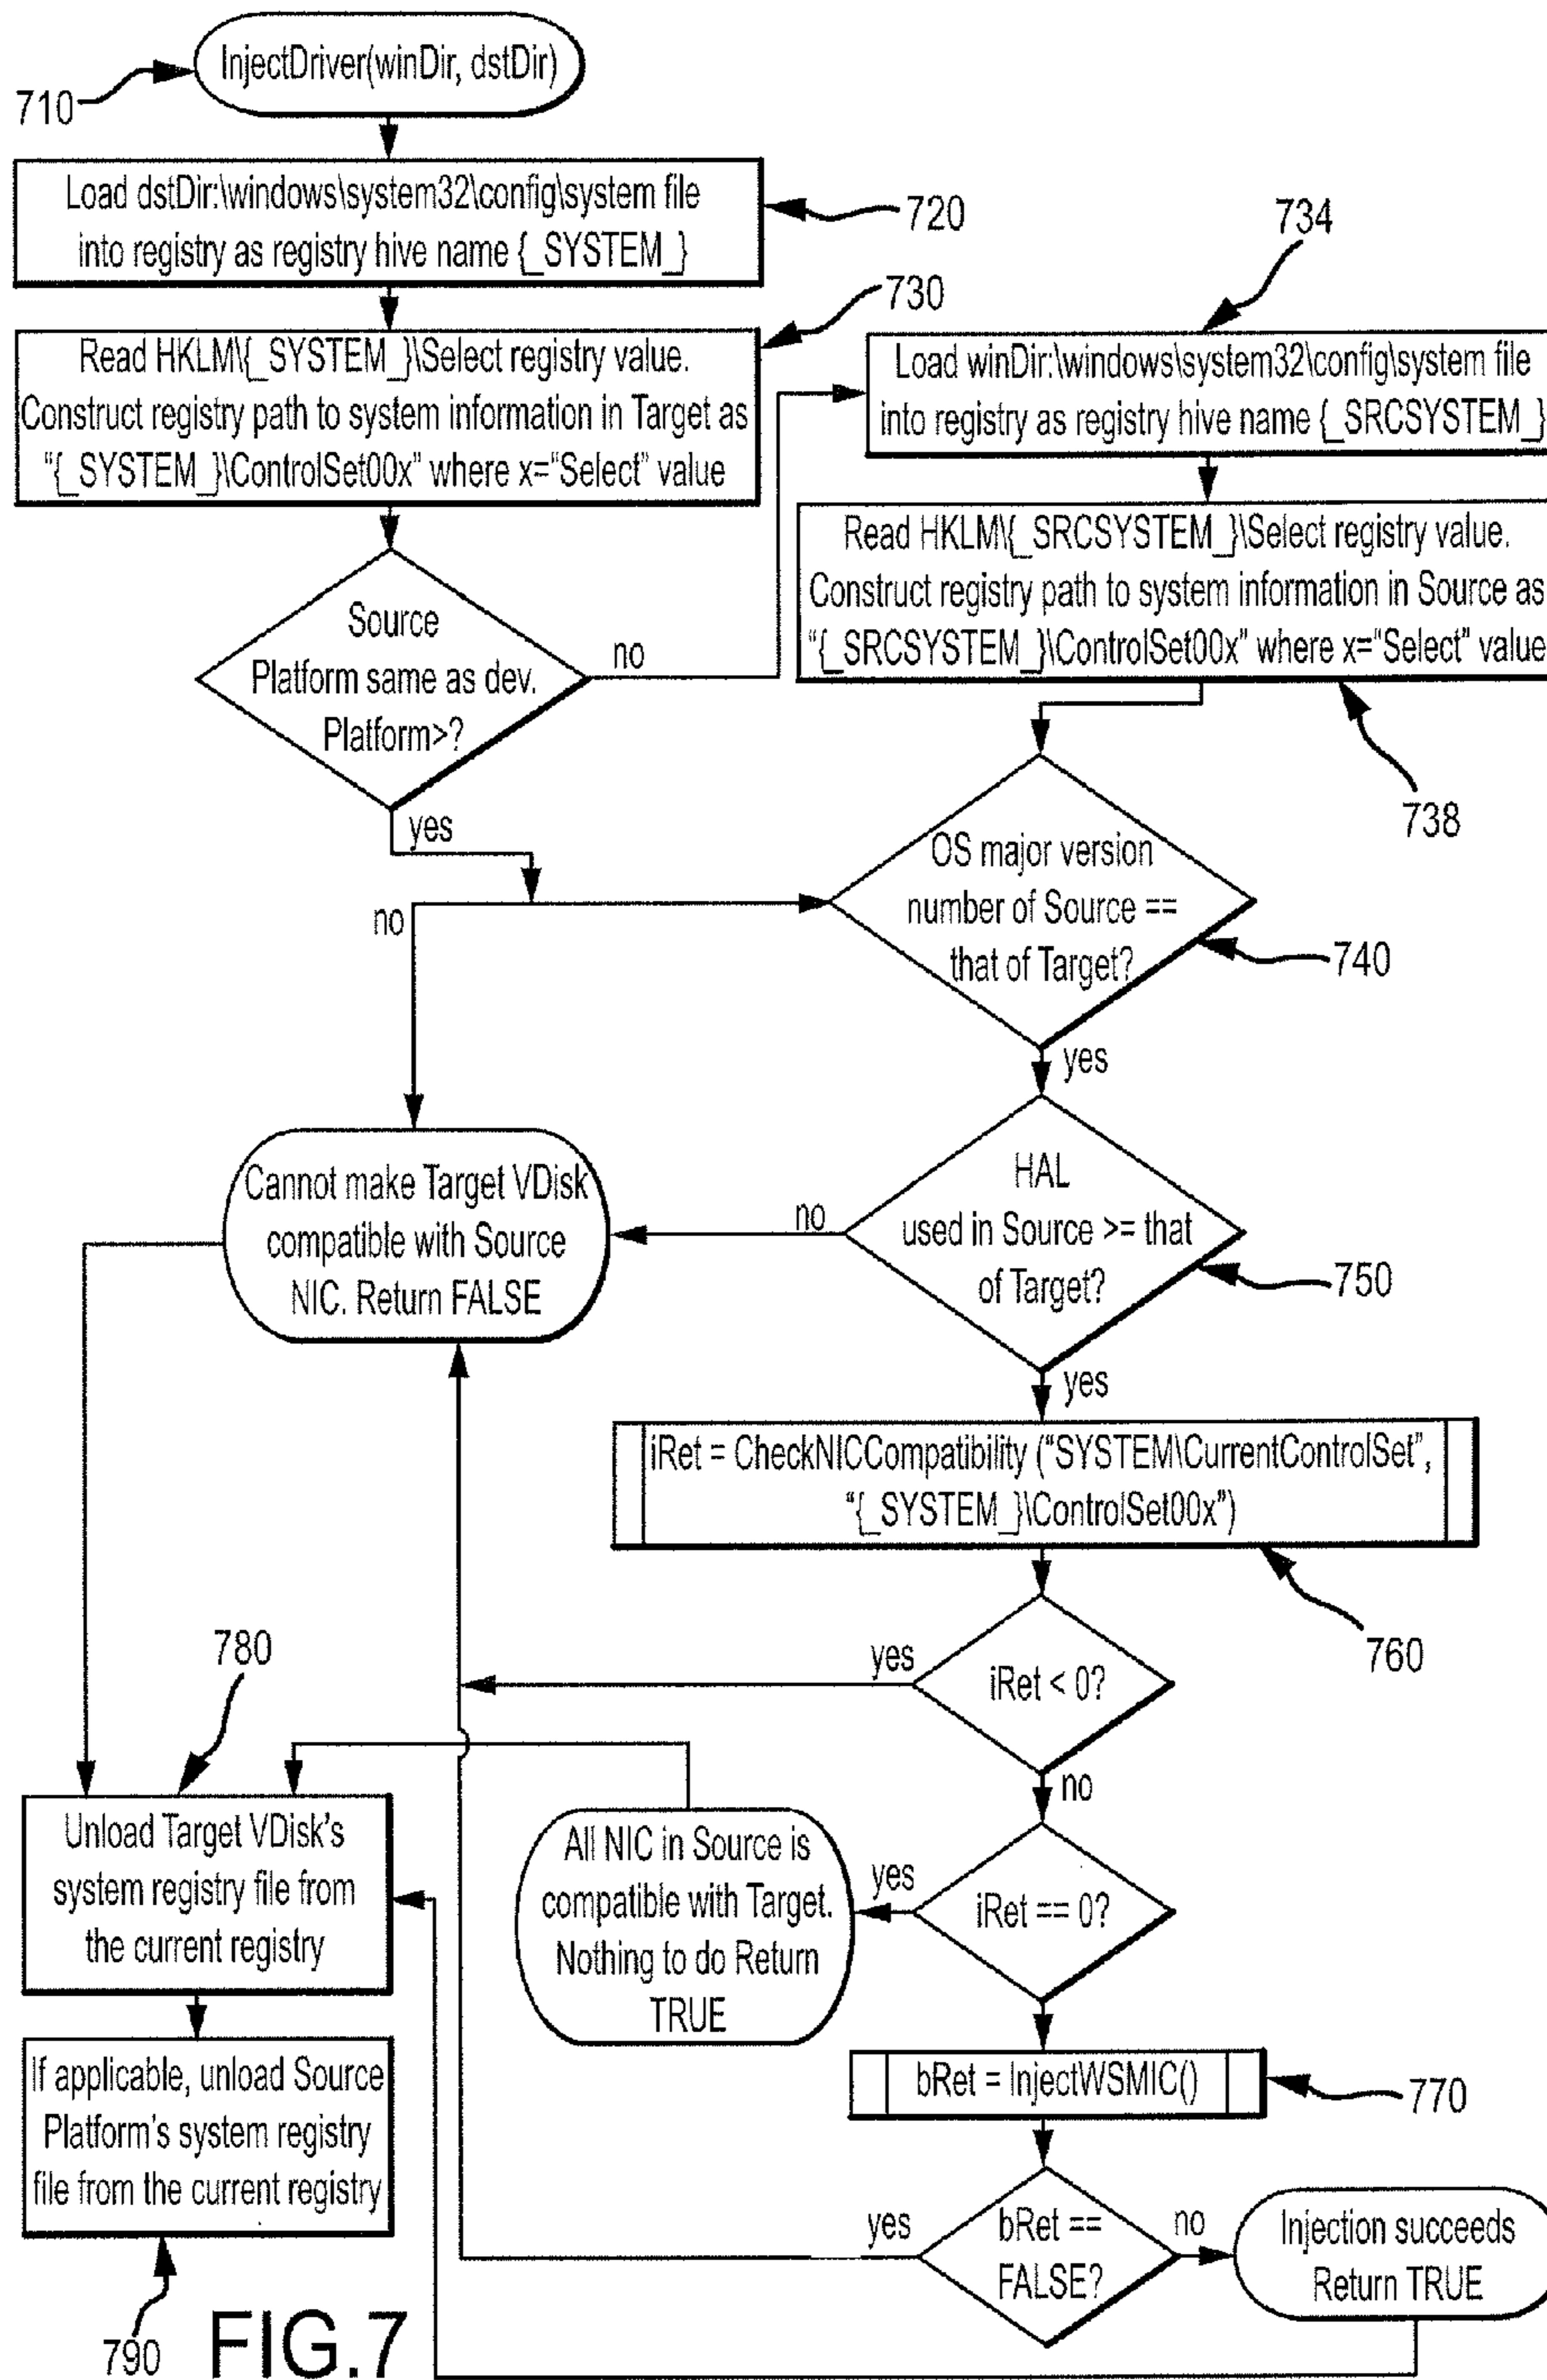 InjectDriver(winDir, dstDir)
710
Load dstDir:\windows\system32\config\system file
into registry as registry hive name {_SYSTEM_}
720
730
Read HKLM\{_SYSTEM_}\Select registry value.
Construct registry path to system information in Target as
"{_SYSTEM_}\ControlSet00x" where x="Select" value
734
Load winDir:\windows\system32\config\system file
into registry as registry hive name {_SRCSYSTEM_}
Read HKLM\{_SRCSYSTEM_}\Select registry value.
Construct registry path to system information in Source as
"{_SRCSYSTEM_}\ControlSet00x" where x="Select" value
738
Source
Platform same as dev.
Platform>?
no
yes
no
OS major version
number of Source ==
that of Target?
740
yes
HAL
used in Source >= that
of Target?
750
no
Cannot make Target VDisk
compatible with Source
NIC. Return FALSE
yes
iRet = CheckNICCompatibility ("SYSTEM\CurrentControlSet",
"{_SYSTEM_}\ControlSet00x")
760
iRet < 0?
yes
no
780
Unload Target VDisk's
system registry file from
the current registry
All NIC in Source is
compatible with Target.
Nothing to do Return
TRUE
yes
iRet == 0?
If applicable, unload Source
Platform's system registry
file from the current registry
790
bRet = InjectWSMIC()
770
yes
bRet ==
FALSE?
no
Injection succeeds
Return TRUE
FIG.7